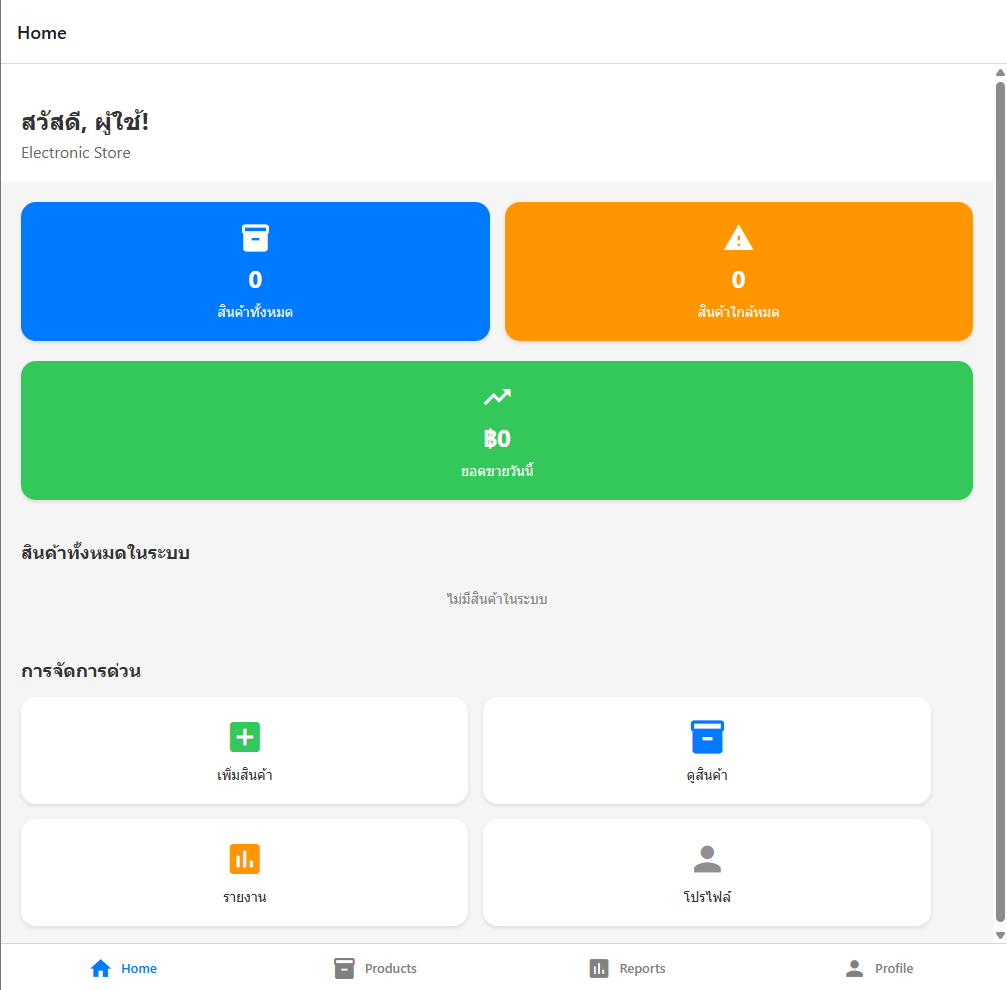 Home
สวัสดี, ผู้ใช้!
Electronic Store
0
สินค้าทั้งหมด
0
สินค้าใกล้หมด
฿0
ยอดขายวันนี้
สินค้าทั้งหมดในระบบ
ไม่มีสินค้าในระบบ
การจัดการด่วน
เพิ่มสินค้า
ดูสินค้า
รายงาน
โปรไฟล์
Home
Products
Reports
Profile